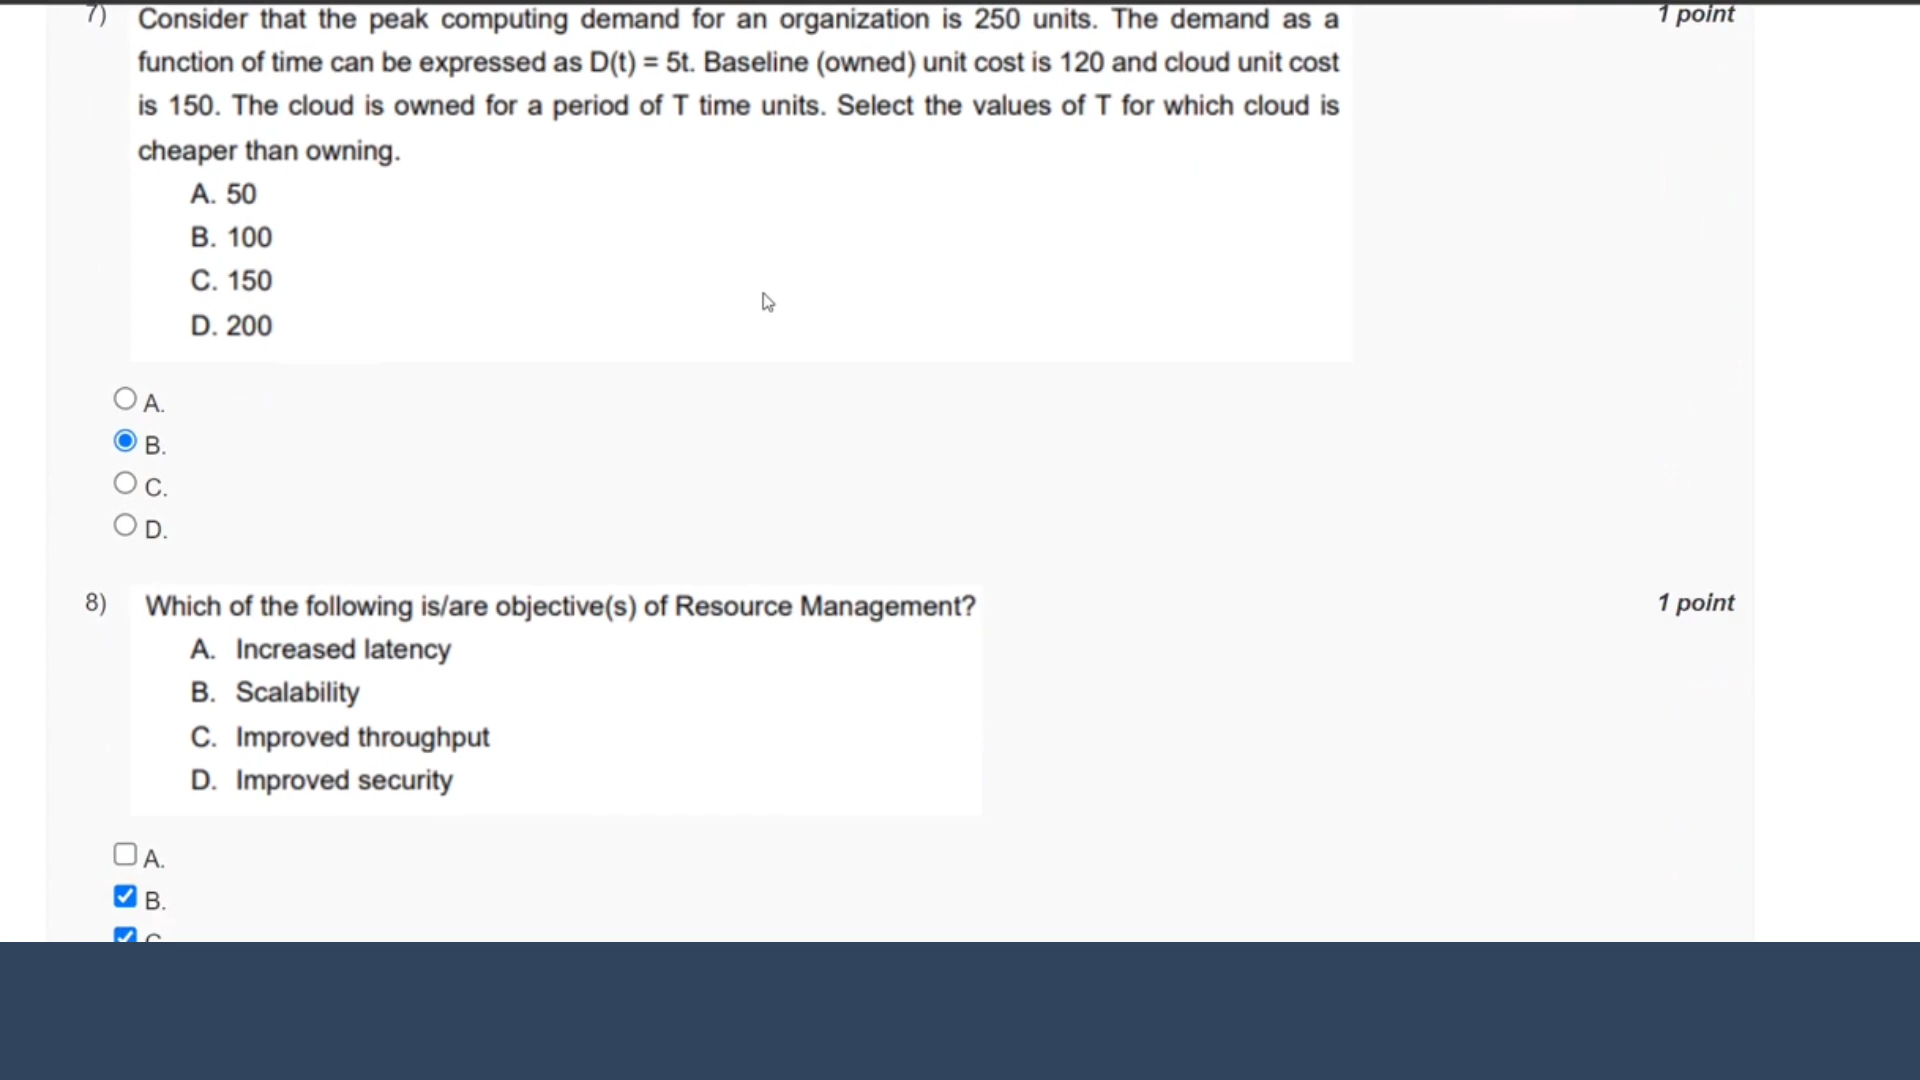 7) Consider that the peak computing demand for an organization is 250 units. The demand as a 1 point
function of time can be expressed as D(t) = 5t. Baseline (owned) unit cost is 120 and cloud unit cost
is 150. The cloud is owned for a period of T time units. Select the values of T for which cloud is
cheaper than owning.
A. 50
B. 100
C. 150
D. 200
A.
B.
C.
D.
8) Which of the following is/are objective(s) of Resource Management? 1 point
A. Increased latency
B. Scalability
C. Improved throughput
D. Improved security
A.
B.
C.